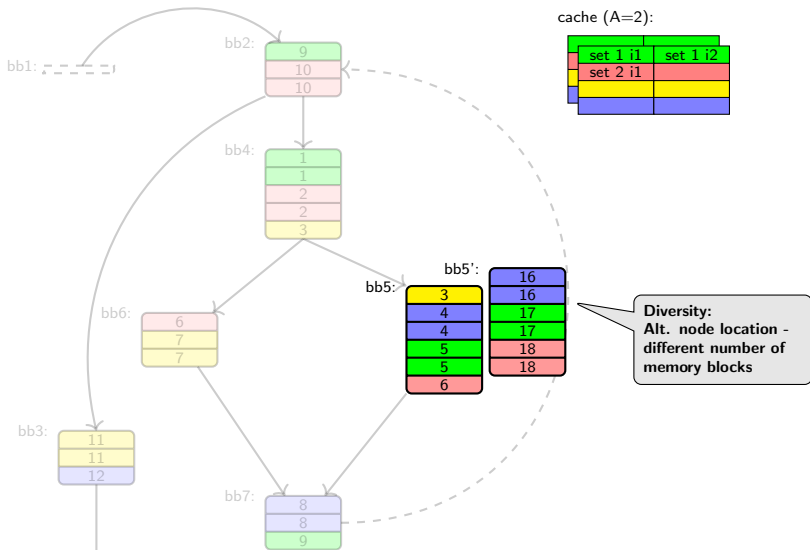 cache (A=2):
set 1 i1 set 1 i2
set 2 i1
bb1:
bb2:
9
10
10
bb4:
1
1
2
2
3
bb5:
3
4
4
5
5
6
bb5':
16
16
17
17
18
18
Diversity:
Alt. node location -
different number of
memory blocks
bb6:
6
7
7
bb3:
11
11
12
bb7:
8
8
9